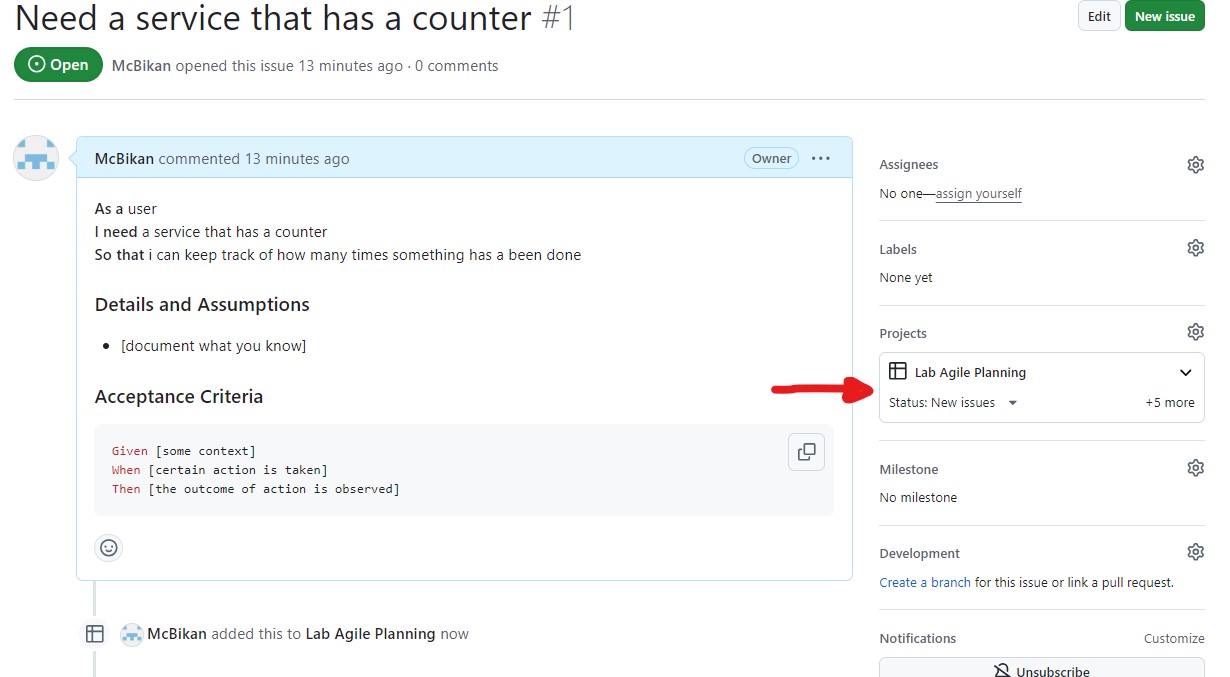 Need a service that has a counter #1
Edit
New issue
Open
McBikan opened this issue 13 minutes ago · 0 comments
McBikan commented 13 minutes ago
Owner
As a user
I need a service that has a counter
So that i can keep track of how many times something has a been done
Details and Assumptions
[document what you know]
Acceptance Criteria
Given [some context]
When [certain action is taken]
Then [the outcome of action is observed]
McBikan added this to Lab Agile Planning now
Assignees
No one—assign yourself
Labels
None yet
Projects
Lab Agile Planning
Status: New issues
+5 more
Milestone
No milestone
Development
Create a branch for this issue or link a pull request.
Notifications
Customize
Unsubscribe